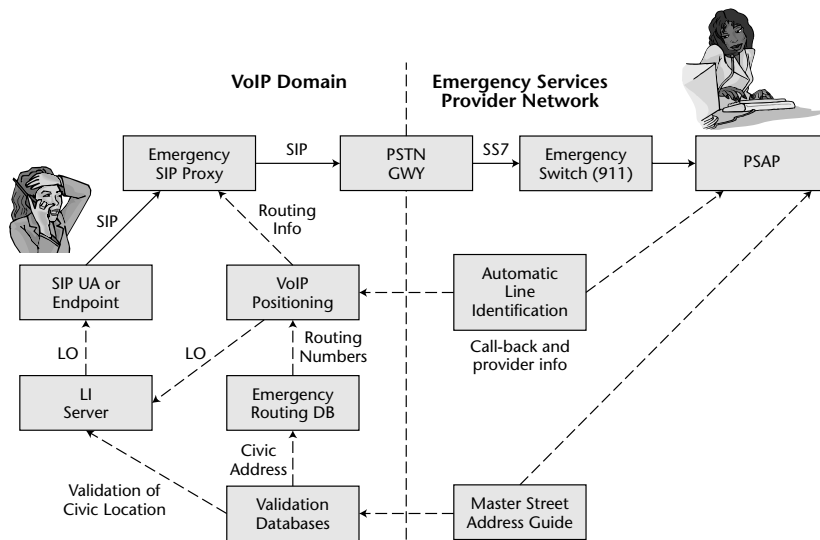 VoIP Domain
Emergency Services
Provider Network
Emergency
SIP Proxy
SIP
PSTN
GWY
SS7
Emergency
Switch (911)
PSAP
SIP
Routing
Info
SIP UA or
Endpoint
VoIP
Positioning
Automatic
Line
Identification
LO
LO
Routing
Numbers
Call-back and
provider info
LI
Server
Emergency
Routing DB
Civic
Address
Validation of
Civic Location
Validation
Databases
Master Street
Address Guide